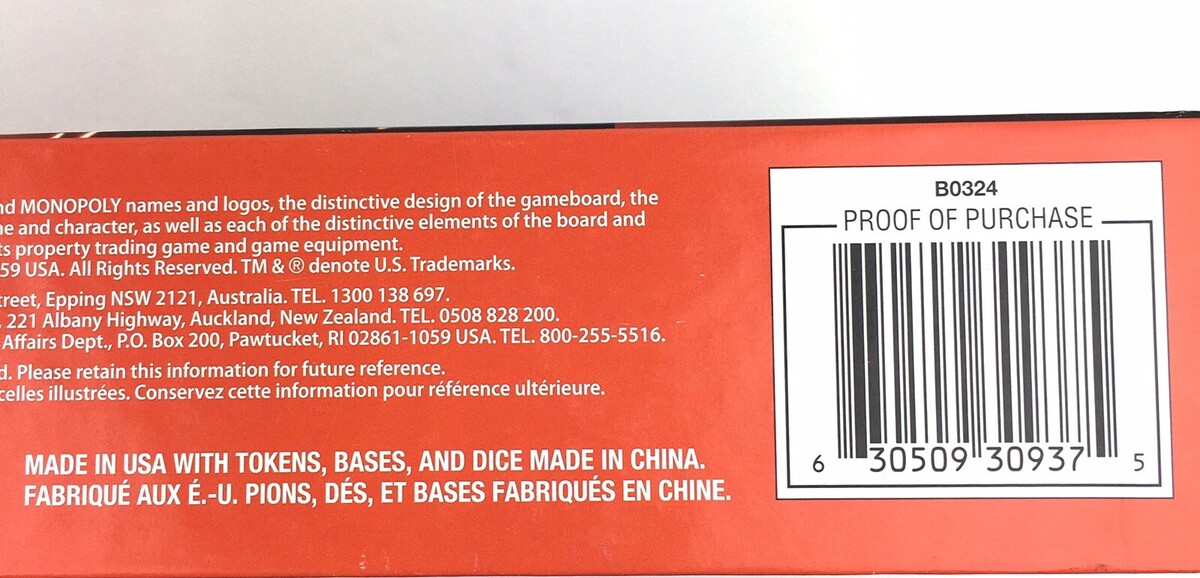 nd MONOPOLY names and logos, the distinctive design of the gameboard, the
ne and character, as well as each of the distinctive elements of the board and
ts property trading game and game equipment.
59 USA. All Rights Reserved. TM & ® denote U.S. Trademarks.
treet, Epping NSW 2121, Australia. TEL. 1300 138 697.
, 221 Albany Highway, Auckland, New Zealand. TEL. 0508 828 200.
Affairs Dept., P.O. Box 200, Pawtucket, RI 02861-1059 USA. TEL. 800-255-5516.
d. Please retain this information for future reference.
celles illustrées. Conservez cette information pour référence ultérieure.
MADE IN USA WITH TOKENS, BASES, AND DICE MADE IN CHINA.
FABRIQUÉ AUX É.-U. PIONS, DÉS, ET BASES FABRIQUÉS EN CHINE.
B0324
PROOF OF PURCHASE
6 30509 30937 5